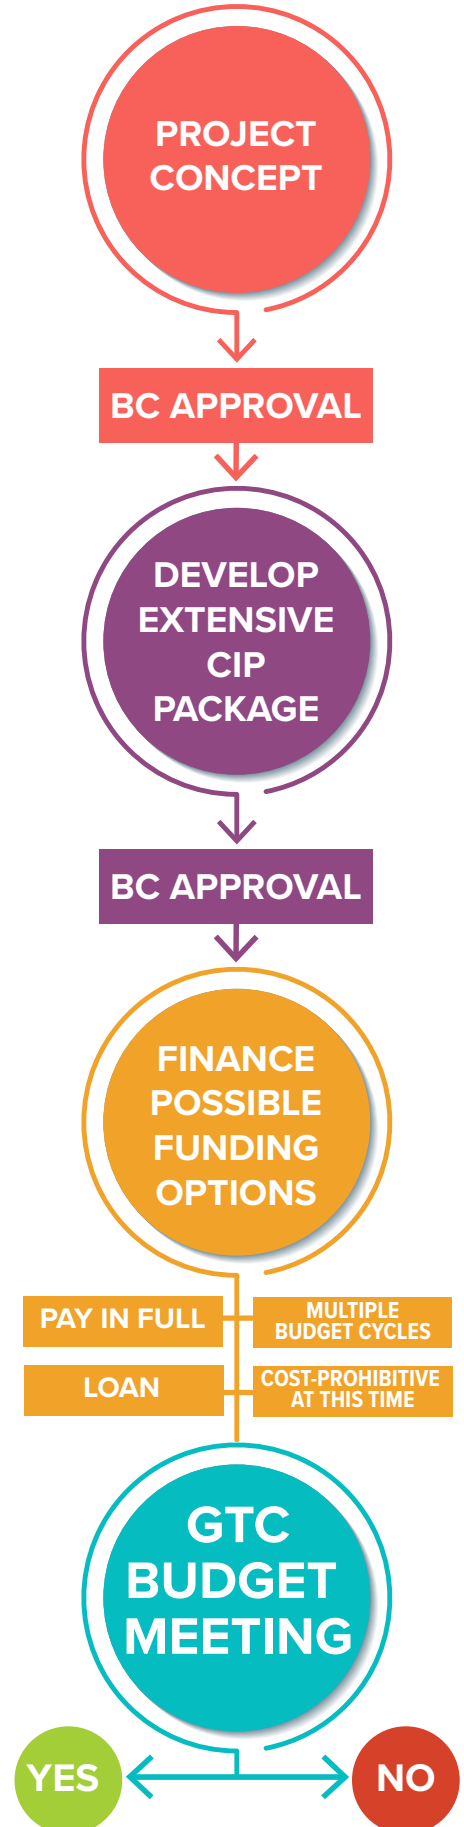 PROJECT
CONCEPT
BC APPROVAL
DEVELOP
EXTENSIVE
CIP
PACKAGE
BC APPROVAL
FINANCE
POSSIBLE
FUNDING
OPTIONS
PAY IN FULL
MULTIPLE
BUDGET CYCLES
LOAN
COST-PROHIBITIVE
AT THIS TIME
GTC
BUDGET
MEETING
YES
NO